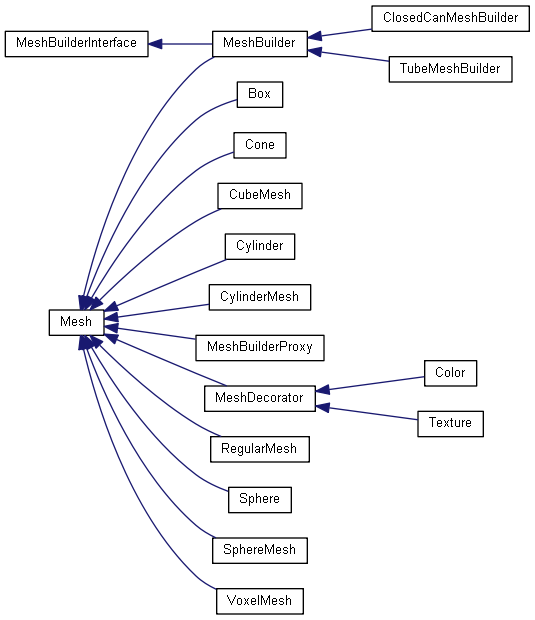 ClosedCanMeshBuilder
MeshBuilderInterface
MeshBuilder
TubeMeshBuilder
Box
Cone
CubeMesh
Cylinder
CylinderMesh
Mesh
MeshBuilderProxy
Color
MeshDecorator
Texture
RegularMesh
Sphere
SphereMesh
VoxelMesh